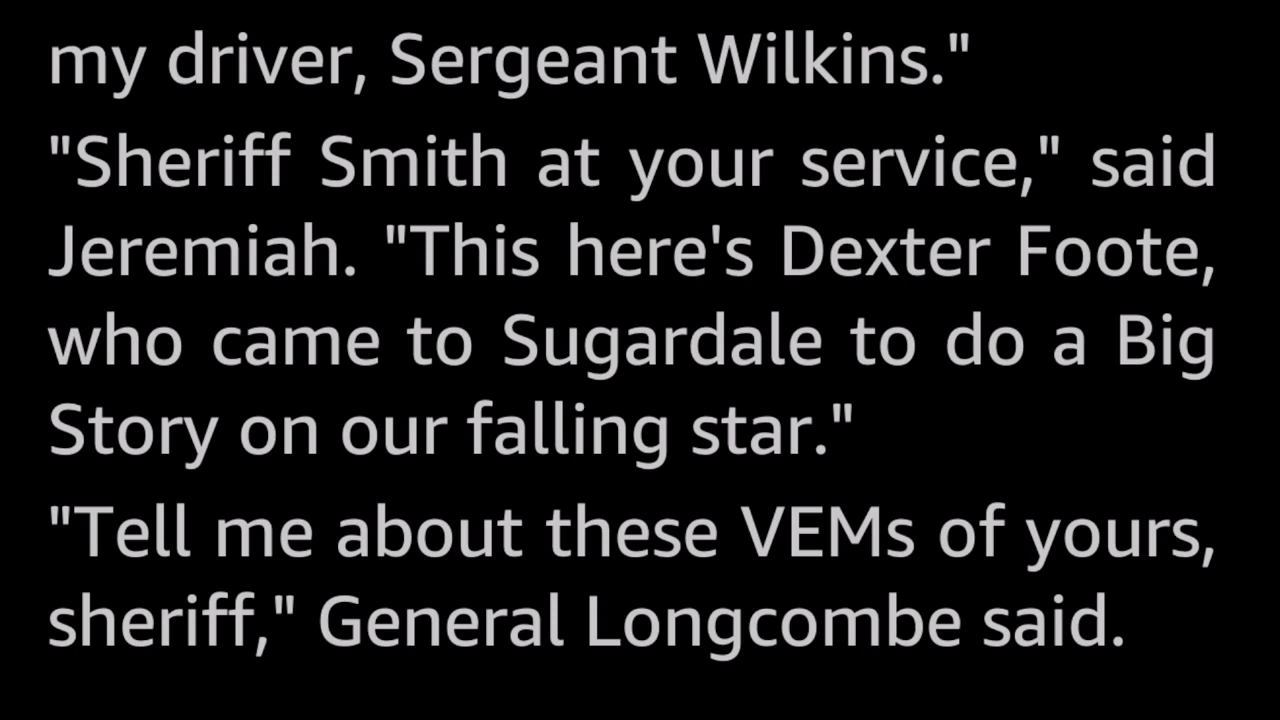 my driver, Sergeant Wilkins."
"Sheriff Smith at your service," said
Jeremiah. "This here's Dexter Foote,
who came to Sugardale to do a Big
Story on our falling star."
"Tell me about these VEMs of yours,
sheriff," General Longcombe said.